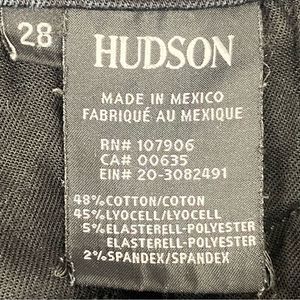 28
HUDSON
MADE IN MEXICO
FABRIQUÉ AU MEXIQUE
RN# 107906
CA# 00635
EIN# 20-3082491
48%COTTON/COTON
45%LYOCELL/LYOCELL
5%ELASTERELL-POLYESTER
ELASTERELL-POLYESTER
2%SPANDEX/SPANDEX